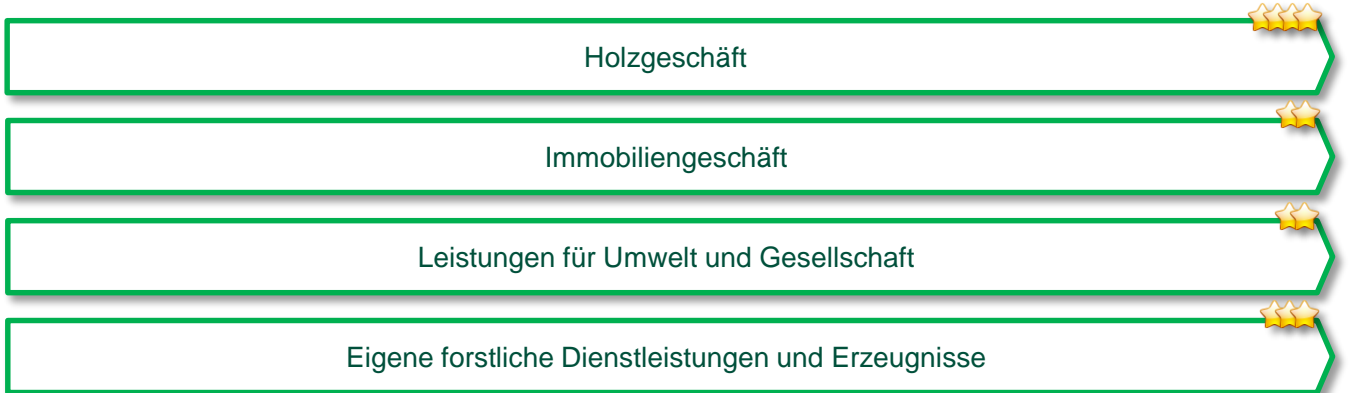 Holzgeschäft
Immobiliengeschäft
Leistungen für Umwelt und Gesellschaft
Eigene forstliche Dienstleistungen und Erzeugnisse